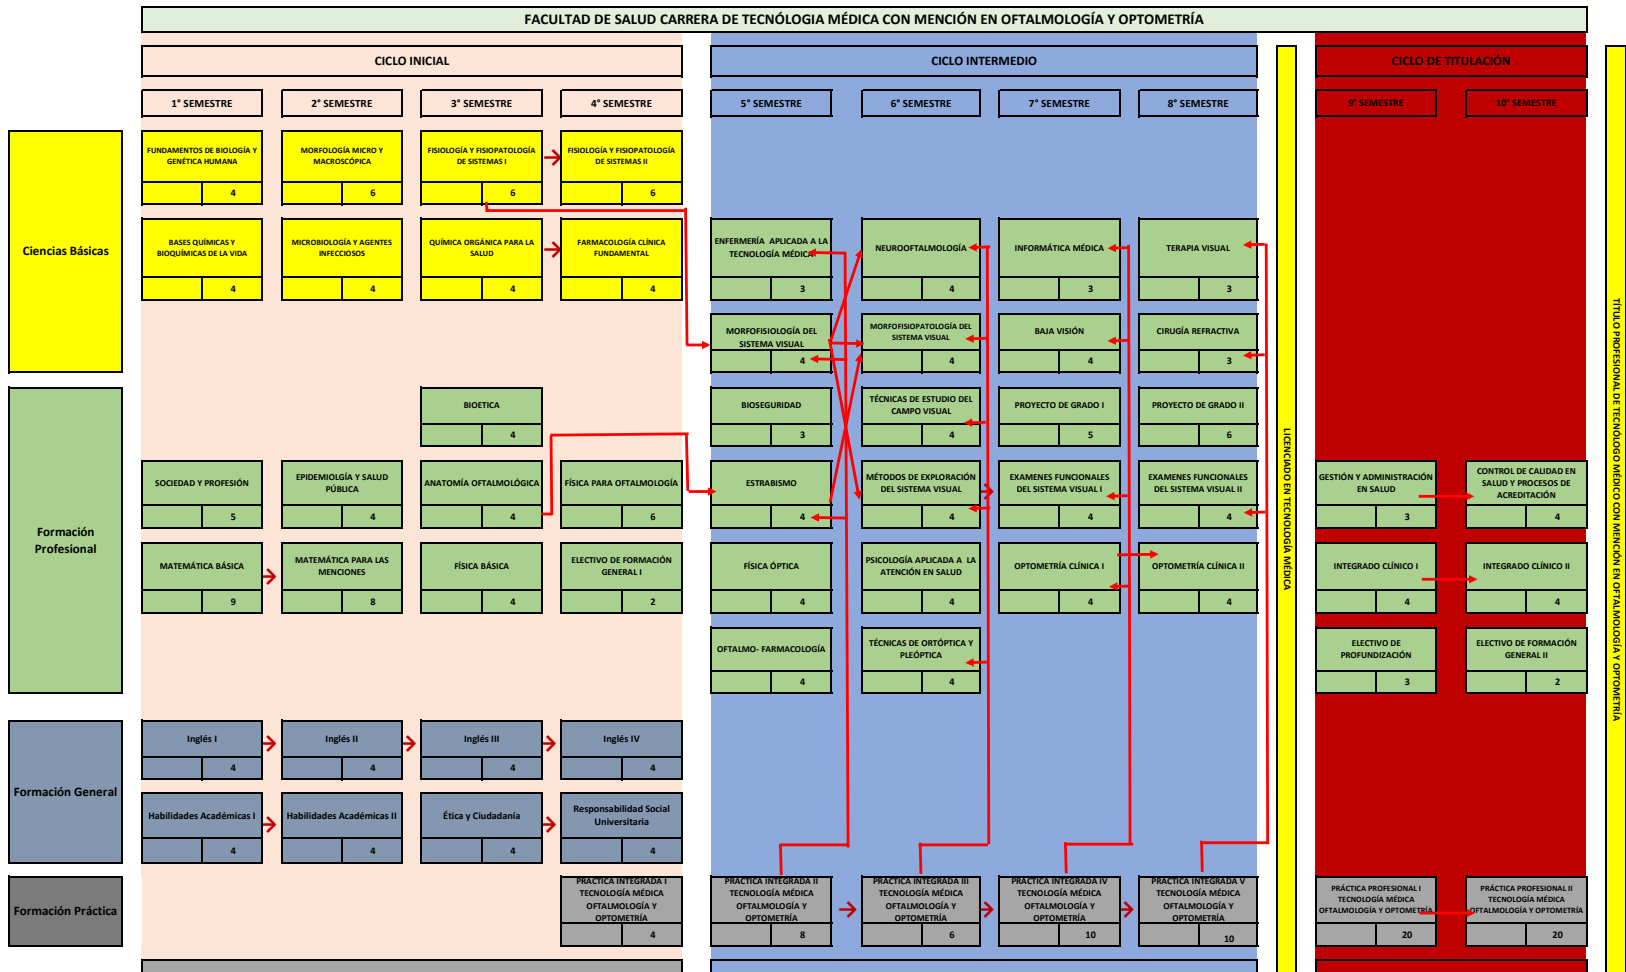 FACULTAD DE SALUD CARRERA DE TECNÓLOGIA MÉDICA CON MENCIÓN EN OFTALMOLOGÍA Y OPTOMETRÍA
CICLO INICIAL
CICLO INTERMEDIO
CICLO DE TITULACIÓN
1° SEMESTRE
2° SEMESTRE
3° SEMESTRE
4° SEMESTRE
5° SEMESTRE
6° SEMESTRE
7° SEMESTRE
8° SEMESTRE
9° SEMESTRE
10° SEMESTRE
Ciencias Básicas
FUNDAMENTOS DE BIOLOGÍA Y
GENÉTICA HUMANA
4
MORFOLOGÍA MICRO Y
MACROSCÓPICA
6
FISIOLOGÍA Y FISIOPATOLOGÍA
DE SISTEMAS I
6
FISIOLOGÍA Y FISIOPATOLOGÍA
DE SISTEMAS II
6
BASES QUÍMICAS Y
BIOQUÍMICAS DE LA VIDA
4
MICROBIOLOGÍA Y AGENTES
INFECCIOSOS
4
QUÍMICA ORGÁNICA PARA LA
SALUD
4
FARMACOLOGÍA CLÍNICA
FUNDAMENTAL
4
ENFERMERÍA APLICADA A LA
TECNOLOGÍA MÉDICA
3
NEUROOFTALMOLOGÍA
4
INFORMÁTICA MÉDICA
3
TERAPIA VISUAL
3
MORFOFISIOLOGÍA DEL
SISTEMA VISUAL
4
MORFOFISIOPATOLOGÍA DEL
SISTEMA VISUAL
4
BAJA VISIÓN
4
CIRUGÍA REFRACTIVA
3
Formación
Profesional
BIOETICA
4
BIOSEGURIDAD
3
TÉCNICAS DE ESTUDIO DEL
CAMPO VISUAL
4
PROYECTO DE GRADO I
5
PROYECTO DE GRADO II
6
SOCIEDAD Y PROFESIÓN
5
EPIDEMIOLGÍA Y SALUD
PÚBLICA
4
ANATOMÍA OFTALMOLÓGICA
4
FÍSICA PARA OFTALMOLOGÍA
6
ESTRABISMO
4
MÉTODOS DE EXPLORACIÓN
DEL SISTEMA VISUAL
4
EXAMENES FUNCIONALES
DEL SISTEMA VISUAL I
4
EXAMENES FUNCIONALES
DEL SISTEMA VISUAL II
4
GESTIÓN Y ADMINISTRACIÓN
EN SALUD
3
CONTROL DE CALIDAD EN
SALUD Y PROCESOS DE
ACREDITACIÓN
4
MATEMÁTICA BÁSICA
9
MATEMÁTICA PARA LAS
MENCIONES
8
FÍSICA BÁSICA
4
ELECTIVO DE FORMACIÓN
GENERAL I
2
FÍSICA ÓPTICA
4
PSICOLOGÍA APLICADA A LA
ATENCIÓN EN SALUD
4
OPTOMETRÍA CLÍNICA I
4
OPTOMETRÍA CLÍNICA II
4
INTEGRADO CLÍNICO I
4
INTEGRADO CLÍNICO II
4
OFTALMO- FARMACOLOGÍA
4
TÉCNICAS DE ORTÓPTICA Y
PLEÓPTICA
4
ELECTIVO DE
PROFUNDIZACIÓN
3
ELECTIVO DE FORMACIÓN
GENERAL II
2
Formación General
Inglés I
4
Inglés II
4
Inglés III
4
Inglés IV
4
Habilidades Académicas I
4
Habilidades Académicas II
4
Ética y Ciudadanía
4
Responsabilidad Social
Universitaria
4
Formación Práctica
PRACTICA INTEGRADA I
TECNOLOGÍA MÉDICA
OFTALMOLOGÍA Y
OPTOMETRÍA
4
PRACTICA INTEGRADA II
TECNOLOGÍA MÉDICA
OFTALMOLOGÍA Y
OPTOMETRÍA
8
PRACTICA INTEGRADA III
TECNOLOGÍA MÉDICA
OFTALMOLOGÍA Y
OPTOMETRÍA
6
PRACTICA INTEGRADA IV
TECNOLOGÍA MÉDICA
OFTALMOLOGÍA Y
OPTOMETRÍA
10
PRACTICA INTEGRADA V
TECNOLOGÍA MÉDICA
OFTALMOLOGÍA Y
OPTOMETRÍA
10
PRÁCTICA PROFESIONAL I
TECNOLOGÍA MÉDICA
OFTALMOLOGÍA Y OPTOMETRÍA
20
PRÁCTICA PROFESIONAL II
TECNOLOGÍA MÉDICA
OFTALMOLOGÍA Y OPTOMETRÍA
20
LICENCIADO EN TECNOLOGÍA MÉDICA
TÍTULO PROFESIONAL DE TECNÓLOGO MÉDICO CON MENCIÓN EN OFTALMOLOGÍA Y OPTOMETRÍA